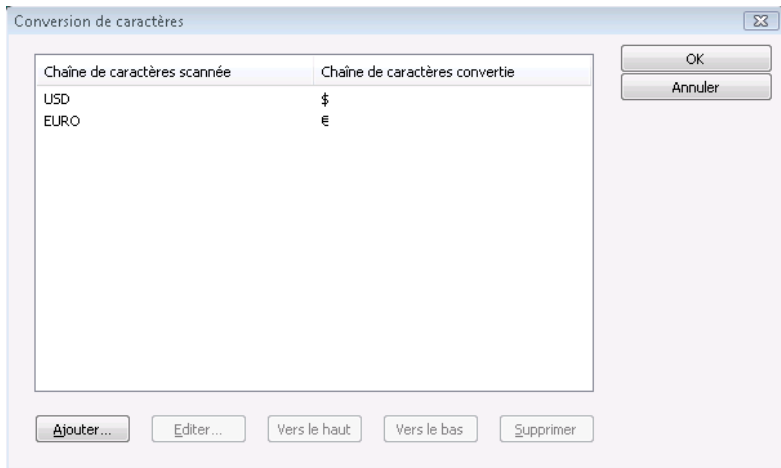 Conversion de caractères
Chaîne de caractères scannée Chaîne de caractères convertie
USD $
EURO €
OK
Annuler
Ajouter... Editer... Vers le haut Vers le bas Supprimer